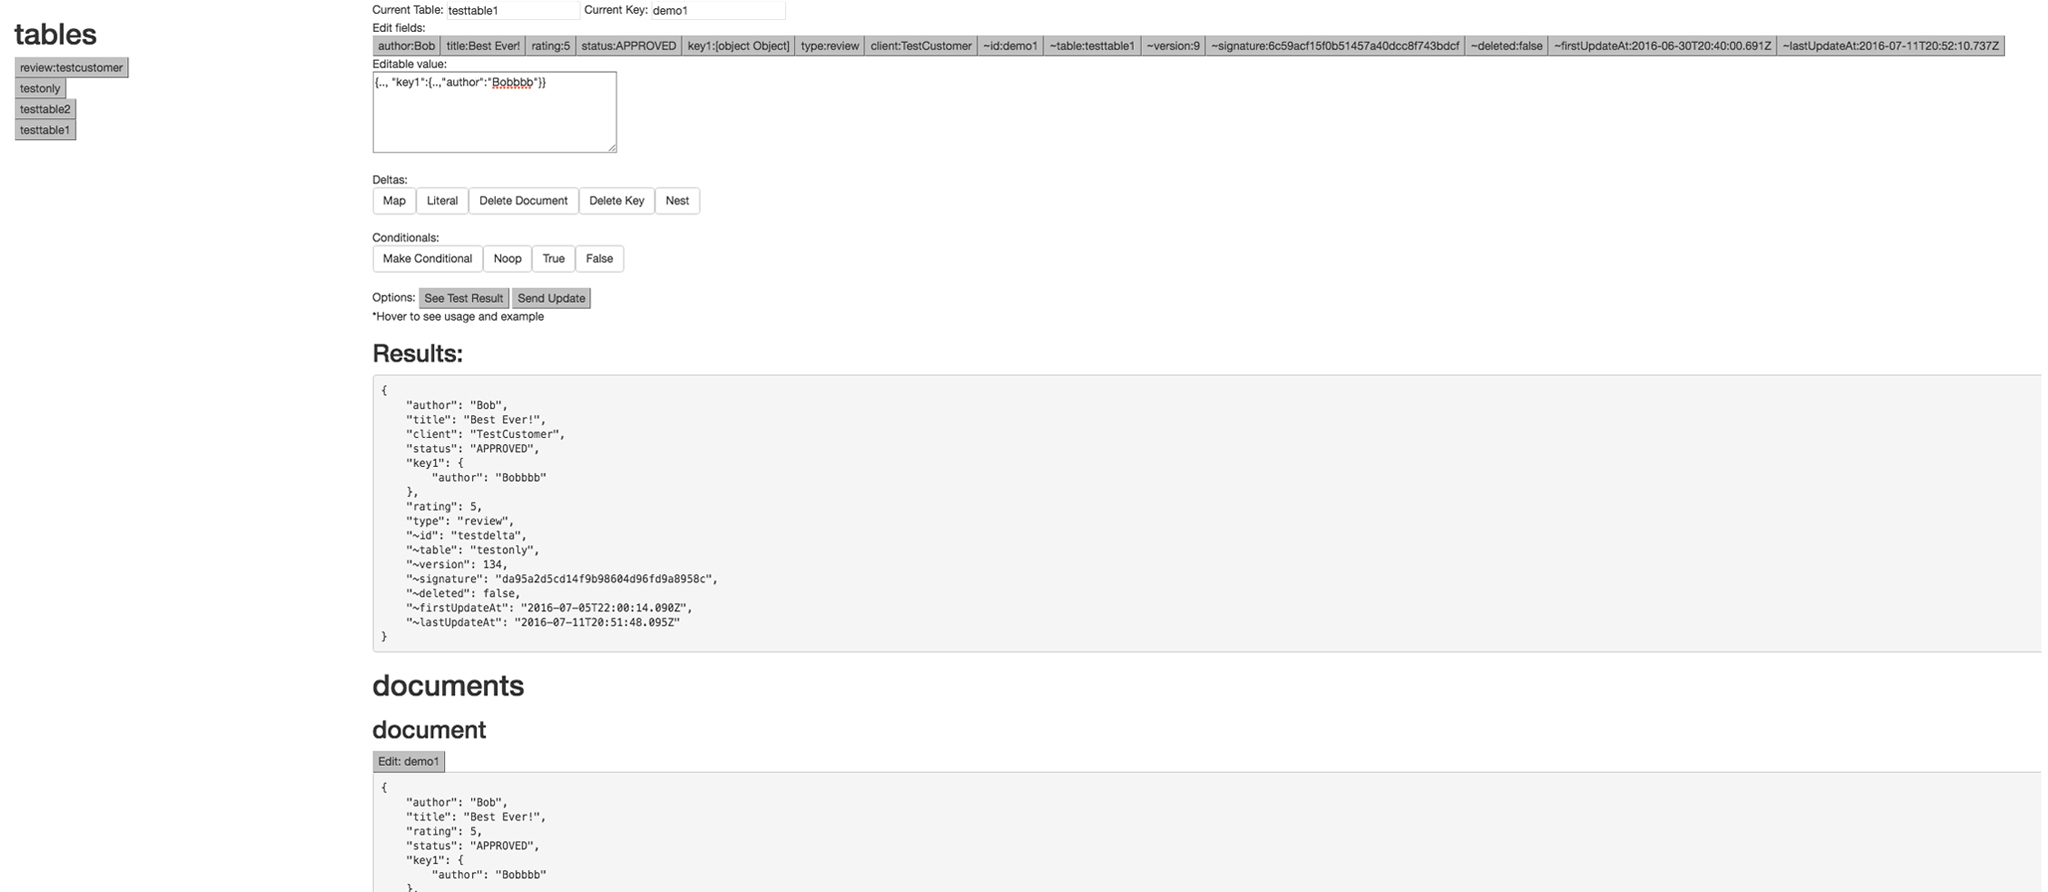 tables
review:testcustomer
testonly
testtable2
testtable1
Current Table: testtable1 Current Key: demo1
Edit fields:
author:Bob title:Best Ever! rating:5 status:APPROVED key1:[object Object] type:review client:TestCustomer ~id:demo1 ~table:testtable1 ~version:9 ~signature:6c59acf15f0b51457a40dcc8f743bdcf ~deleted:false ~firstUpdateAt:2016-06-30T20:40:00.691Z ~lastUpdateAt:2016-07-11T20:52:10.737Z
Editable value:
{.., "key1":{..,"author":"Bobbbb"}}
Deltas:
Map Literal Delete Document Delete Key Nest
Conditionals:
Make Conditional Noop True False
Options: See Test Result Send Update
*Hover to see usage and example
Results:
{
"author": "Bob",
"title": "Best Ever!",
"client": "TestCustomer",
"status": "APPROVED",
"key1": {
"author": "Bobbbb"
},
"rating": 5,
"type": "review",
"~id": "testdelta",
"~table": "testonly",
"~version": 134,
"~signature": "da95a2d5cd14f9b98604d96fd9a8958c",
"~deleted": false,
"~firstUpdateAt": "2016-07-05T22:00:14.090Z",
"~lastUpdateAt": "2016-07-11T20:51:48.095Z"
}
documents
document
Edit: demo1
{
"author": "Bob",
"title": "Best Ever!",
"rating": 5,
"status": "APPROVED",
"key1": {
"author": "Bobbbb"
},